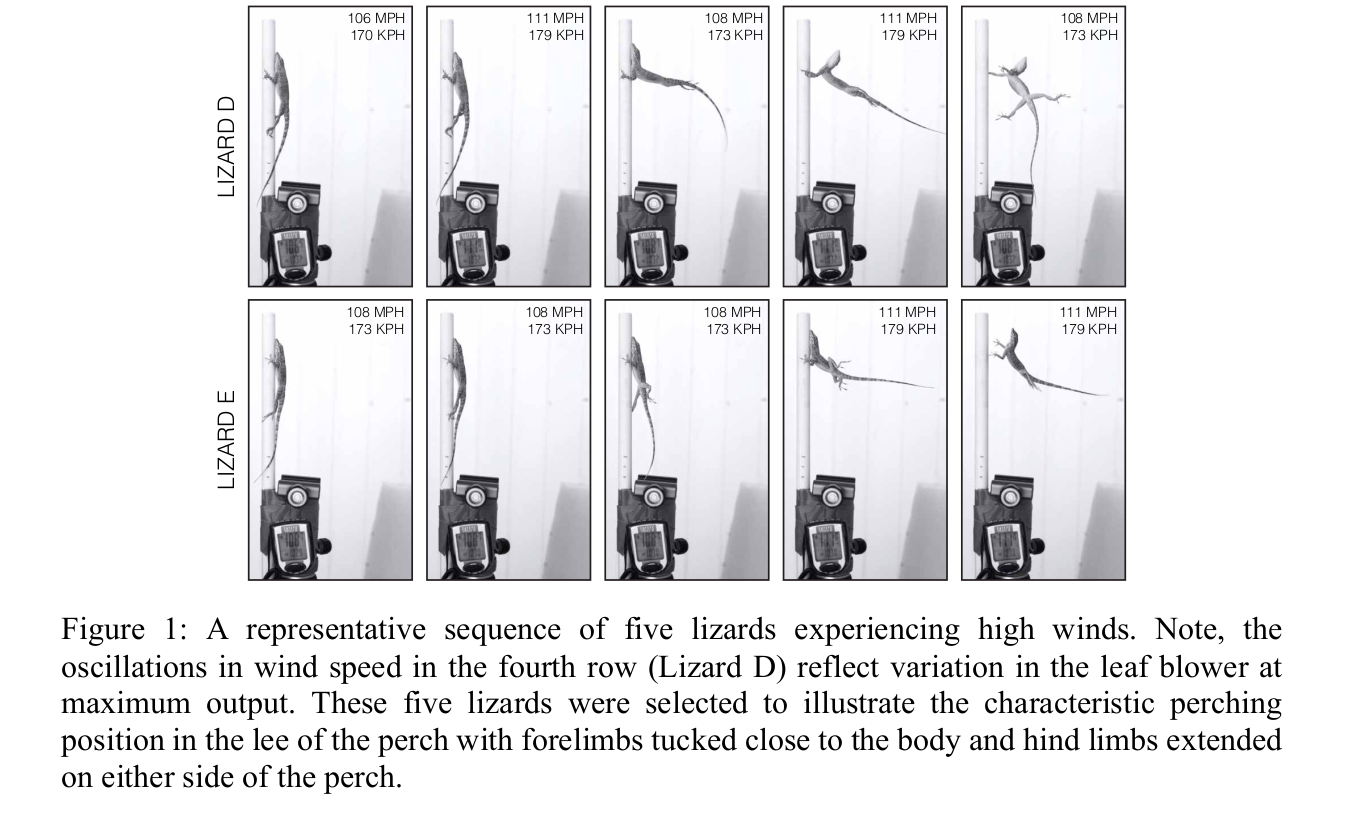 106 MPH
170 KPH
111 MPH
179 KPH
108 MPH
173 KPH
111 MPH
179 KPH
108 MPH
173 KPH
LIZARD D
108 MPH
173 KPH
108 MPH
173 KPH
108 MPH
173 KPH
111 MPH
179 KPH
111 MPH
179 KPH
LIZARD E
Figure 1: A representative sequence of five lizards experiencing high winds. Note, the
oscillations in wind speed in the fourth row (Lizard D) reflect variation in the leaf blower at
maximum output. These five lizards were selected to illustrate the characteristic perching
position in the lee of the perch with forelimbs tucked close to the body and hind limbs extended
on either side of the perch.